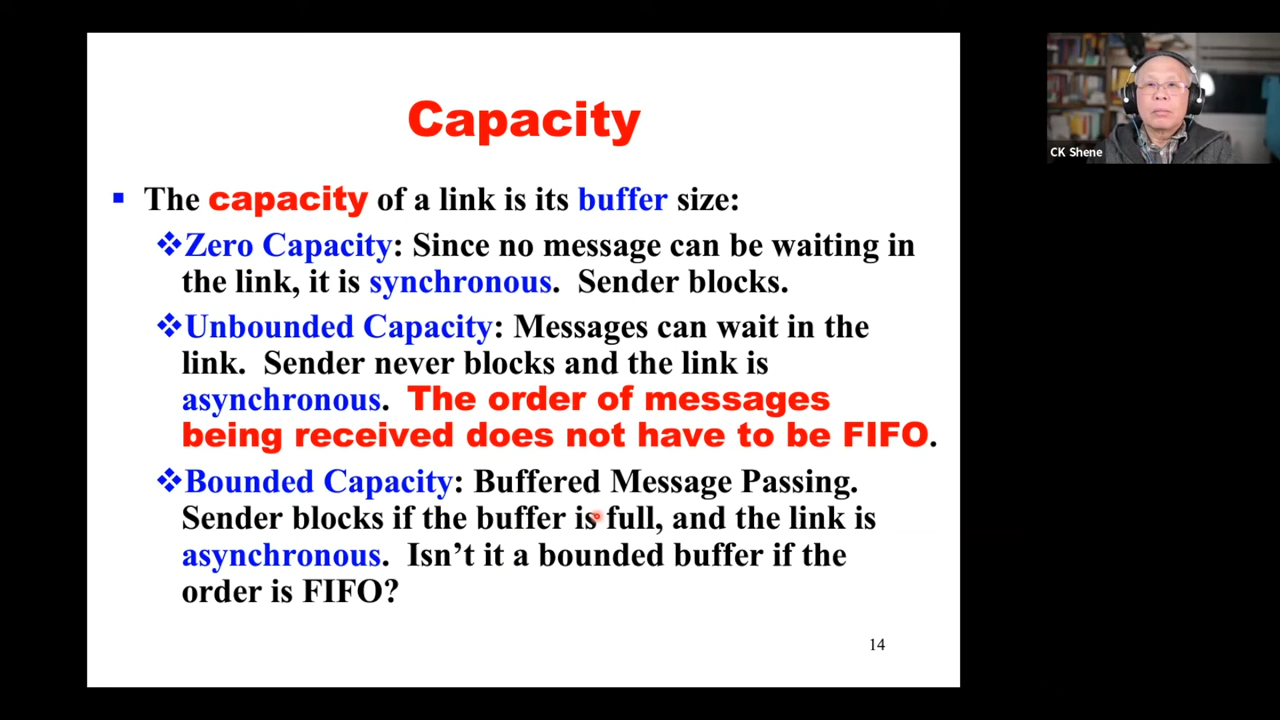 Capacity
The capacity of a link is its buffer size:
Zero Capacity: Since no message can be waiting in
the link, it is synchronous. Sender blocks.
Unbounded Capacity: Messages can wait in the
link. Sender never blocks and the link is
asynchronous. The order of messages
being received does not have to be FIFO.
Bounded Capacity: Buffered Message Passing.
Sender blocks if the buffer is full, and the link is
asynchronous. Isn't it a bounded buffer if the
order is FIFO?
14
CK Shene